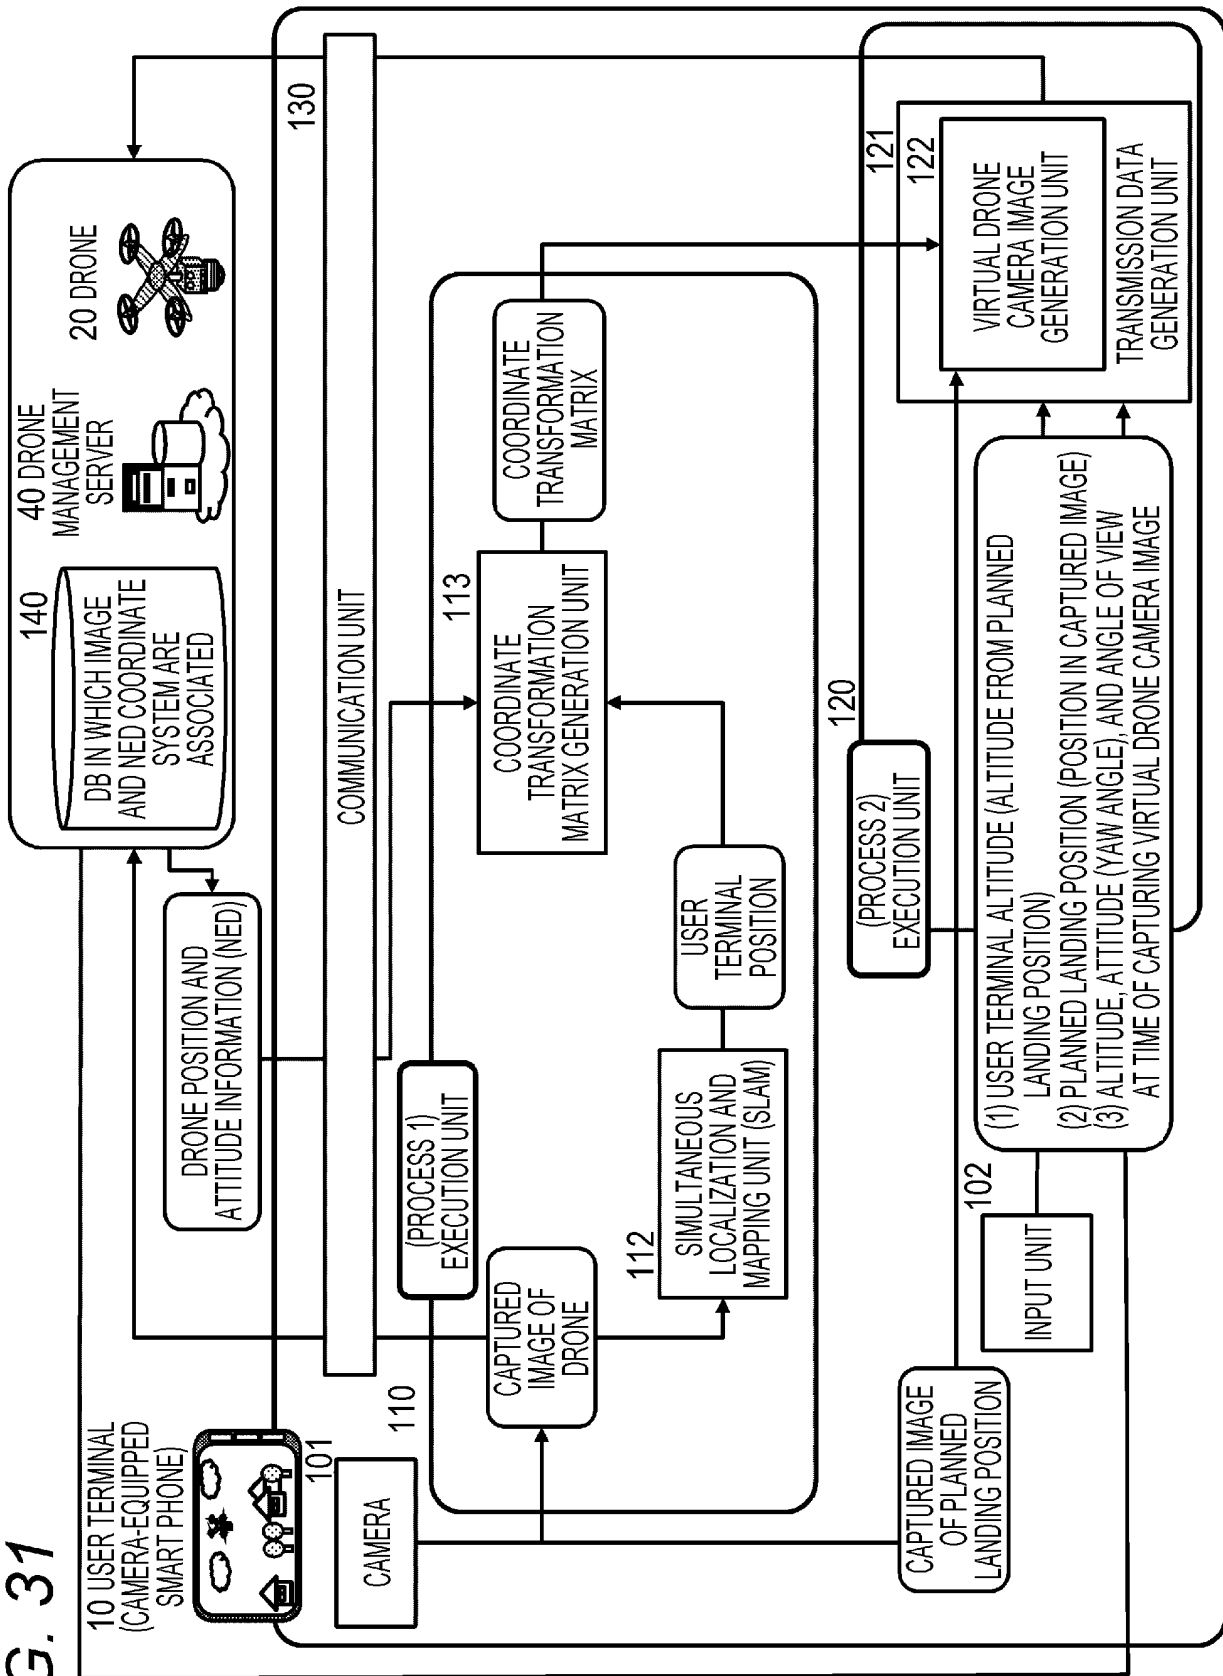 G. 31
10 USER TERMINAL
(CAMERA-EQUIPPED
SMART PHONE)
140
DB IN WHICH IMAGE
AND NED COORDINATE
SYSTEM ARE
ASSOCIATED
40 DRONE
MANAGEMENT
SERVER
20 DRONE
DRONE POSITION AND
ATTITUDE INFORMATION (NED)
130
COMMUNICATION UNIT
101
CAMERA
110
(PROCESS 1)
EXECUTION UNIT
CAPTURED
IMAGE OF
DRONE
112
SIMULTANEOUS
LOCALIZATION AND
MAPPING UNIT (SLAM)
USER
TERMINAL
POSITION
113
COORDINATE
TRANSFORMATION
MATRIX GENERATION UNIT
COORDINATE
TRANSFORMATION
MATRIX
120
(PROCESS 2)
EXECUTION UNIT
121
122
VIRTUAL DRONE
CAMERA IMAGE
GENERATION UNIT
TRANSMISSION DATA
GENERATION UNIT
CAPTURED IMAGE
OF PLANNED
LANDING POSITION
102
INPUT UNIT
(1) USER TERMINAL ALTITUDE (ALTITUDE FROM PLANNED
LANDING POSITION)
(2) PLANNED LANDING POSITION (POSITION IN CAPTURED IMAGE)
(3) ALTITUDE, ATTITUDE (YAW ANGLE), AND ANGLE OF VIEW
AT TIME OF CAPTURING VIRTUAL DRONE CAMERA IMAGE